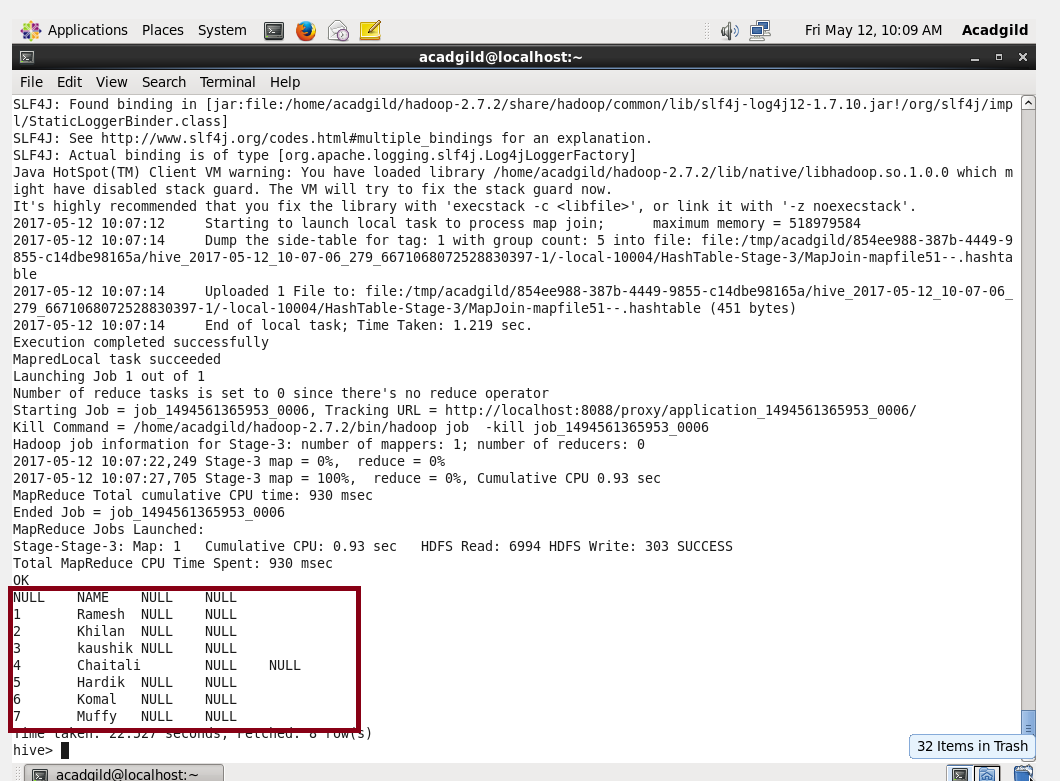 Applications Places System Fri May 12, 10:09 AM Acadgild
acadgild@localhost:~
File Edit View Search Terminal Help
SLF4J: Found binding in [jar:file:/home/acadgild/hadoop-2.7.2/share/hadoop/common/lib/slf4j-log4j12-1.7.10.jar!/org/slf4j/imp
l/StaticLoggerBinder.class]
SLF4J: See http://www.slf4j.org/codes.html#multiple_bindings for an explanation.
SLF4J: Actual binding is of type [org.apache.logging.slf4j.Log4jLoggerFactory]
Java HotSpot(TM) Client VM warning: You have loaded library /home/acadgild/hadoop-2.7.2/lib/native/libhadoop.so.1.0.0 which m
ight have disabled stack guard. The VM will try to fix the stack guard now.
It's highly recommended that you fix the library with 'execstack -c <libfile>', or link it with '-z noexecstack'.
2017-05-12 10:07:12 Starting to launch local task to process map join; maximum memory = 518979584
2017-05-12 10:07:14 Dump the side-table for tag: 1 with group count: 5 into file: file:/tmp/acadgild/854ee988-387b-4449-9
855-c14dbe98165a/hive_2017-05-12_10-07-06_279_6671068072528830397-1/-local-10004/HashTable-Stage-3/MapJoin-mapfile51--.hashta
ble
2017-05-12 10:07:14 Uploaded 1 File to: file:/tmp/acadgild/854ee988-387b-4449-9855-c14dbe98165a/hive_2017-05-12_10-07-06_
279_6671068072528830397-1/-local-10004/HashTable-Stage-3/MapJoin-mapfile51--.hashtable (451 bytes)
2017-05-12 10:07:14 End of local task; Time Taken: 1.219 sec.
Execution completed successfully
MapredLocal task succeeded
Launching Job 1 out of 1
Number of reduce tasks is set to 0 since there's no reduce operator
Starting Job = job_1494561365953_0006, Tracking URL = http://localhost:8088/proxy/application_1494561365953_0006/
Kill Command = /home/acadgild/hadoop-2.7.2/bin/hadoop job  -kill job_1494561365953_0006
Hadoop job information for Stage-3: number of mappers: 1; number of reducers: 0
2017-05-12 10:07:22,249 Stage-3 map = 0%,  reduce = 0%
2017-05-12 10:07:27,705 Stage-3 map = 100%,  reduce = 0%, Cumulative CPU 0.93 sec
MapReduce Total cumulative CPU time: 930 msec
Ended Job = job_1494561365953_0006
MapReduce Jobs Launched:
Stage-Stage-3: Map: 1   Cumulative CPU: 0.93 sec   HDFS Read: 6994 HDFS Write: 303 SUCCESS
Total MapReduce CPU Time Spent: 930 msec
OK
NULL NAME NULL NULL
1 Ramesh NULL NULL
2 Khilan NULL NULL
3 kaushik NULL NULL
4 Chaitali NULL NULL
5 Hardik NULL NULL
6 Komal NULL NULL
7 Muffy NULL NULL
Time taken: 22.527 seconds, Fetched: 8 row(s)
hive>
32 Items in Trash
acadgild@localhost:~